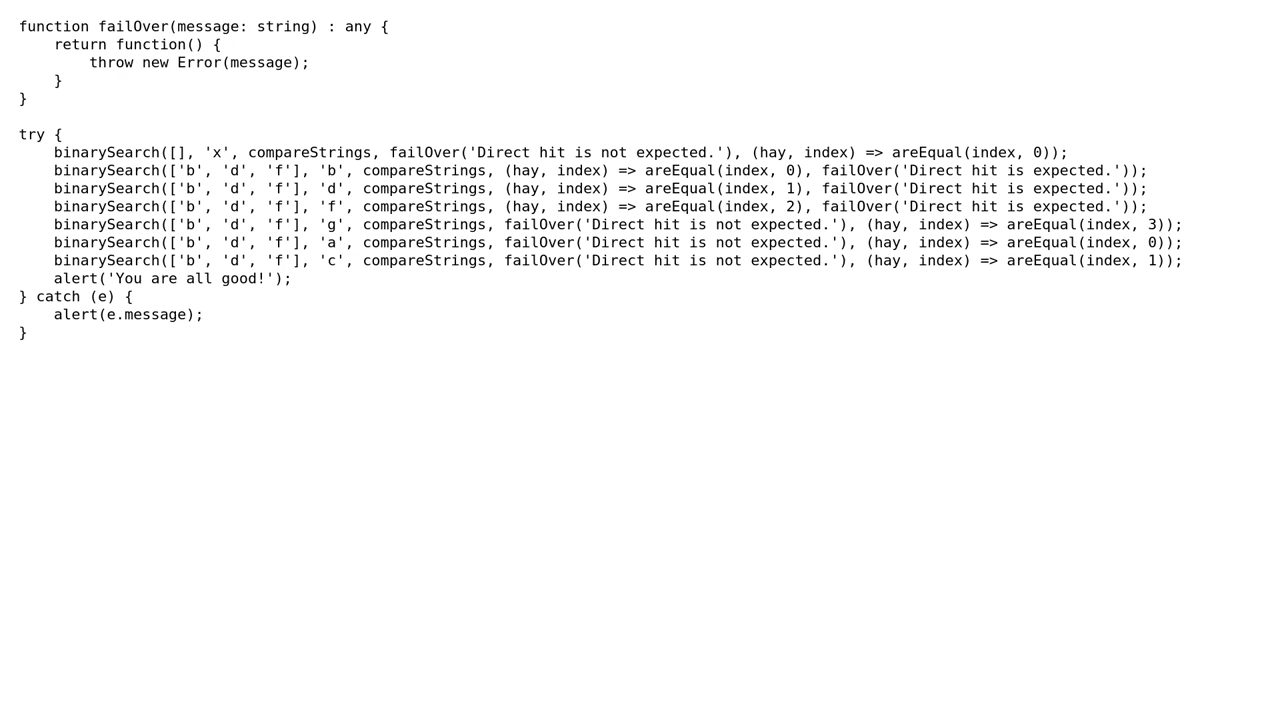 function failOver(message: string) : any {
    return function() {
        throw new Error(message);
    }
}

try {
    binarySearch([], 'x', compareStrings, failOver('Direct hit is not expected.'), (hay, index) => areEqual(index, 0));
    binarySearch(['b', 'd', 'f'], 'b', compareStrings, (hay, index) => areEqual(index, 0), failOver('Direct hit is expected.'));
    binarySearch(['b', 'd', 'f'], 'd', compareStrings, (hay, index) => areEqual(index, 1), failOver('Direct hit is expected.'));
    binarySearch(['b', 'd', 'f'], 'f', compareStrings, (hay, index) => areEqual(index, 2), failOver('Direct hit is expected.'));
    binarySearch(['b', 'd', 'f'], 'g', compareStrings, failOver('Direct hit is not expected.'), (hay, index) => areEqual(index, 3));
    binarySearch(['b', 'd', 'f'], 'a', compareStrings, failOver('Direct hit is not expected.'), (hay, index) => areEqual(index, 0));
    binarySearch(['b', 'd', 'f'], 'c', compareStrings, failOver('Direct hit is not expected.'), (hay, index) => areEqual(index, 1));
    alert('You are all good!');
} catch (e) {
    alert(e.message);
}